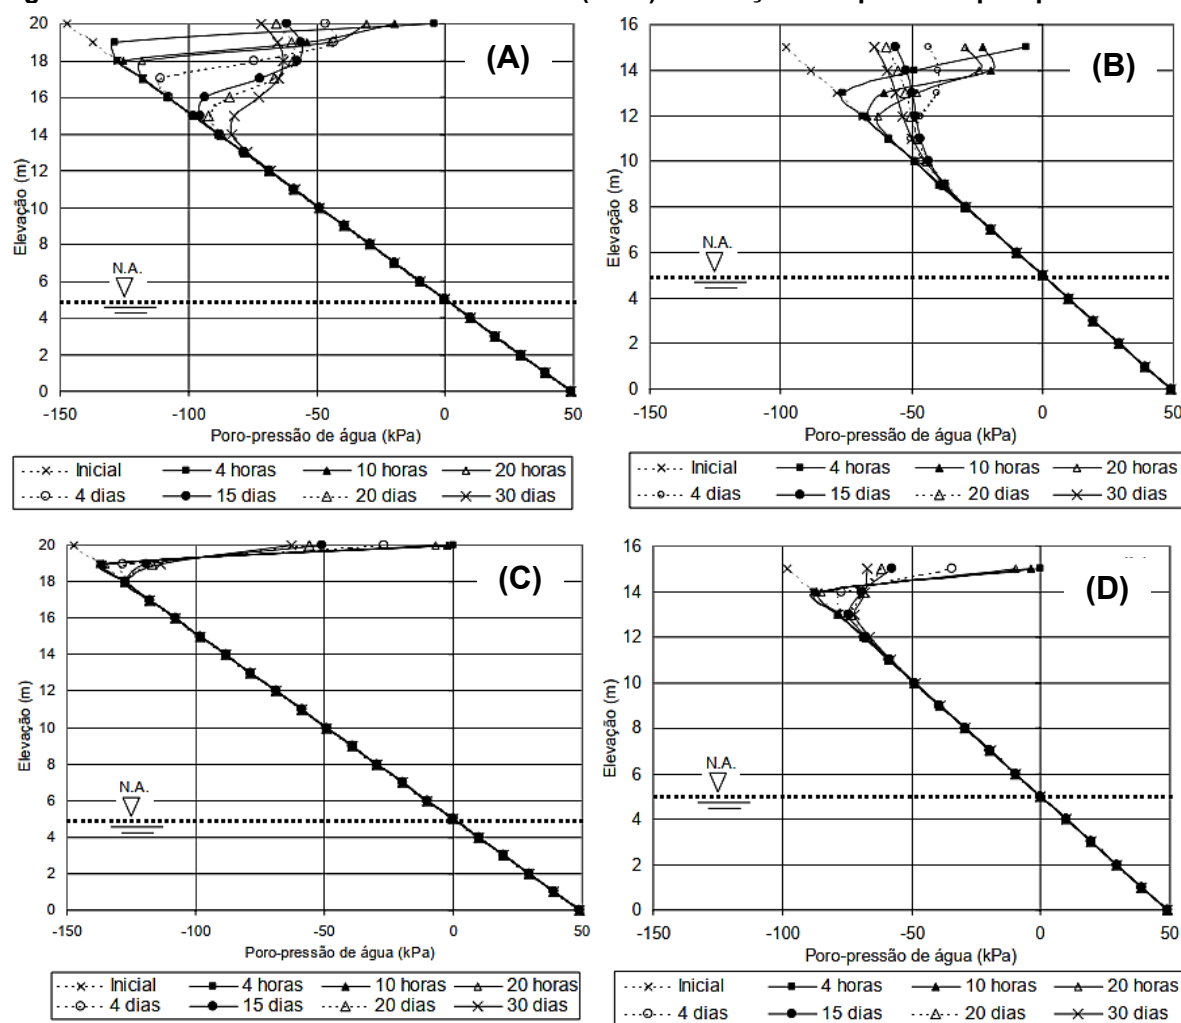 20
18
16
14
12
10
8
6
4
2
0
Elevação (m)
(A)
N.A.
-150 -100 -50 0 50
Poro-pressão de água (kPa)
Inicial 4 horas 10 horas 20 horas
4 dias 15 dias 20 dias 30 dias
16
14
12
10
8
6
4
2
0
Elevação (m)
(B)
N.A.
-150 -100 -50 0 50
Poro-pressão de água (kPa)
Inicial 4 horas 10 horas 20 horas
4 dias 15 dias 20 dias 30 dias
20
18
16
14
12
10
8
6
4
2
0
Elevação (m)
(C)
N.A.
-150 -100 -50 0 50
Poro-pressão de água (kPa)
Inicial 4 horas 10 horas 20 horas
4 dias 15 dias 20 dias 30 dias
16
14
12
10
8
6
4
2
0
Elevação (m)
(D)
N.A.
-150 -100 -50 0 50
Poro-pressão de água (kPa)
Inicial 4 horas 10 horas 20 horas
4 dias 15 dias 20 dias 30 dias